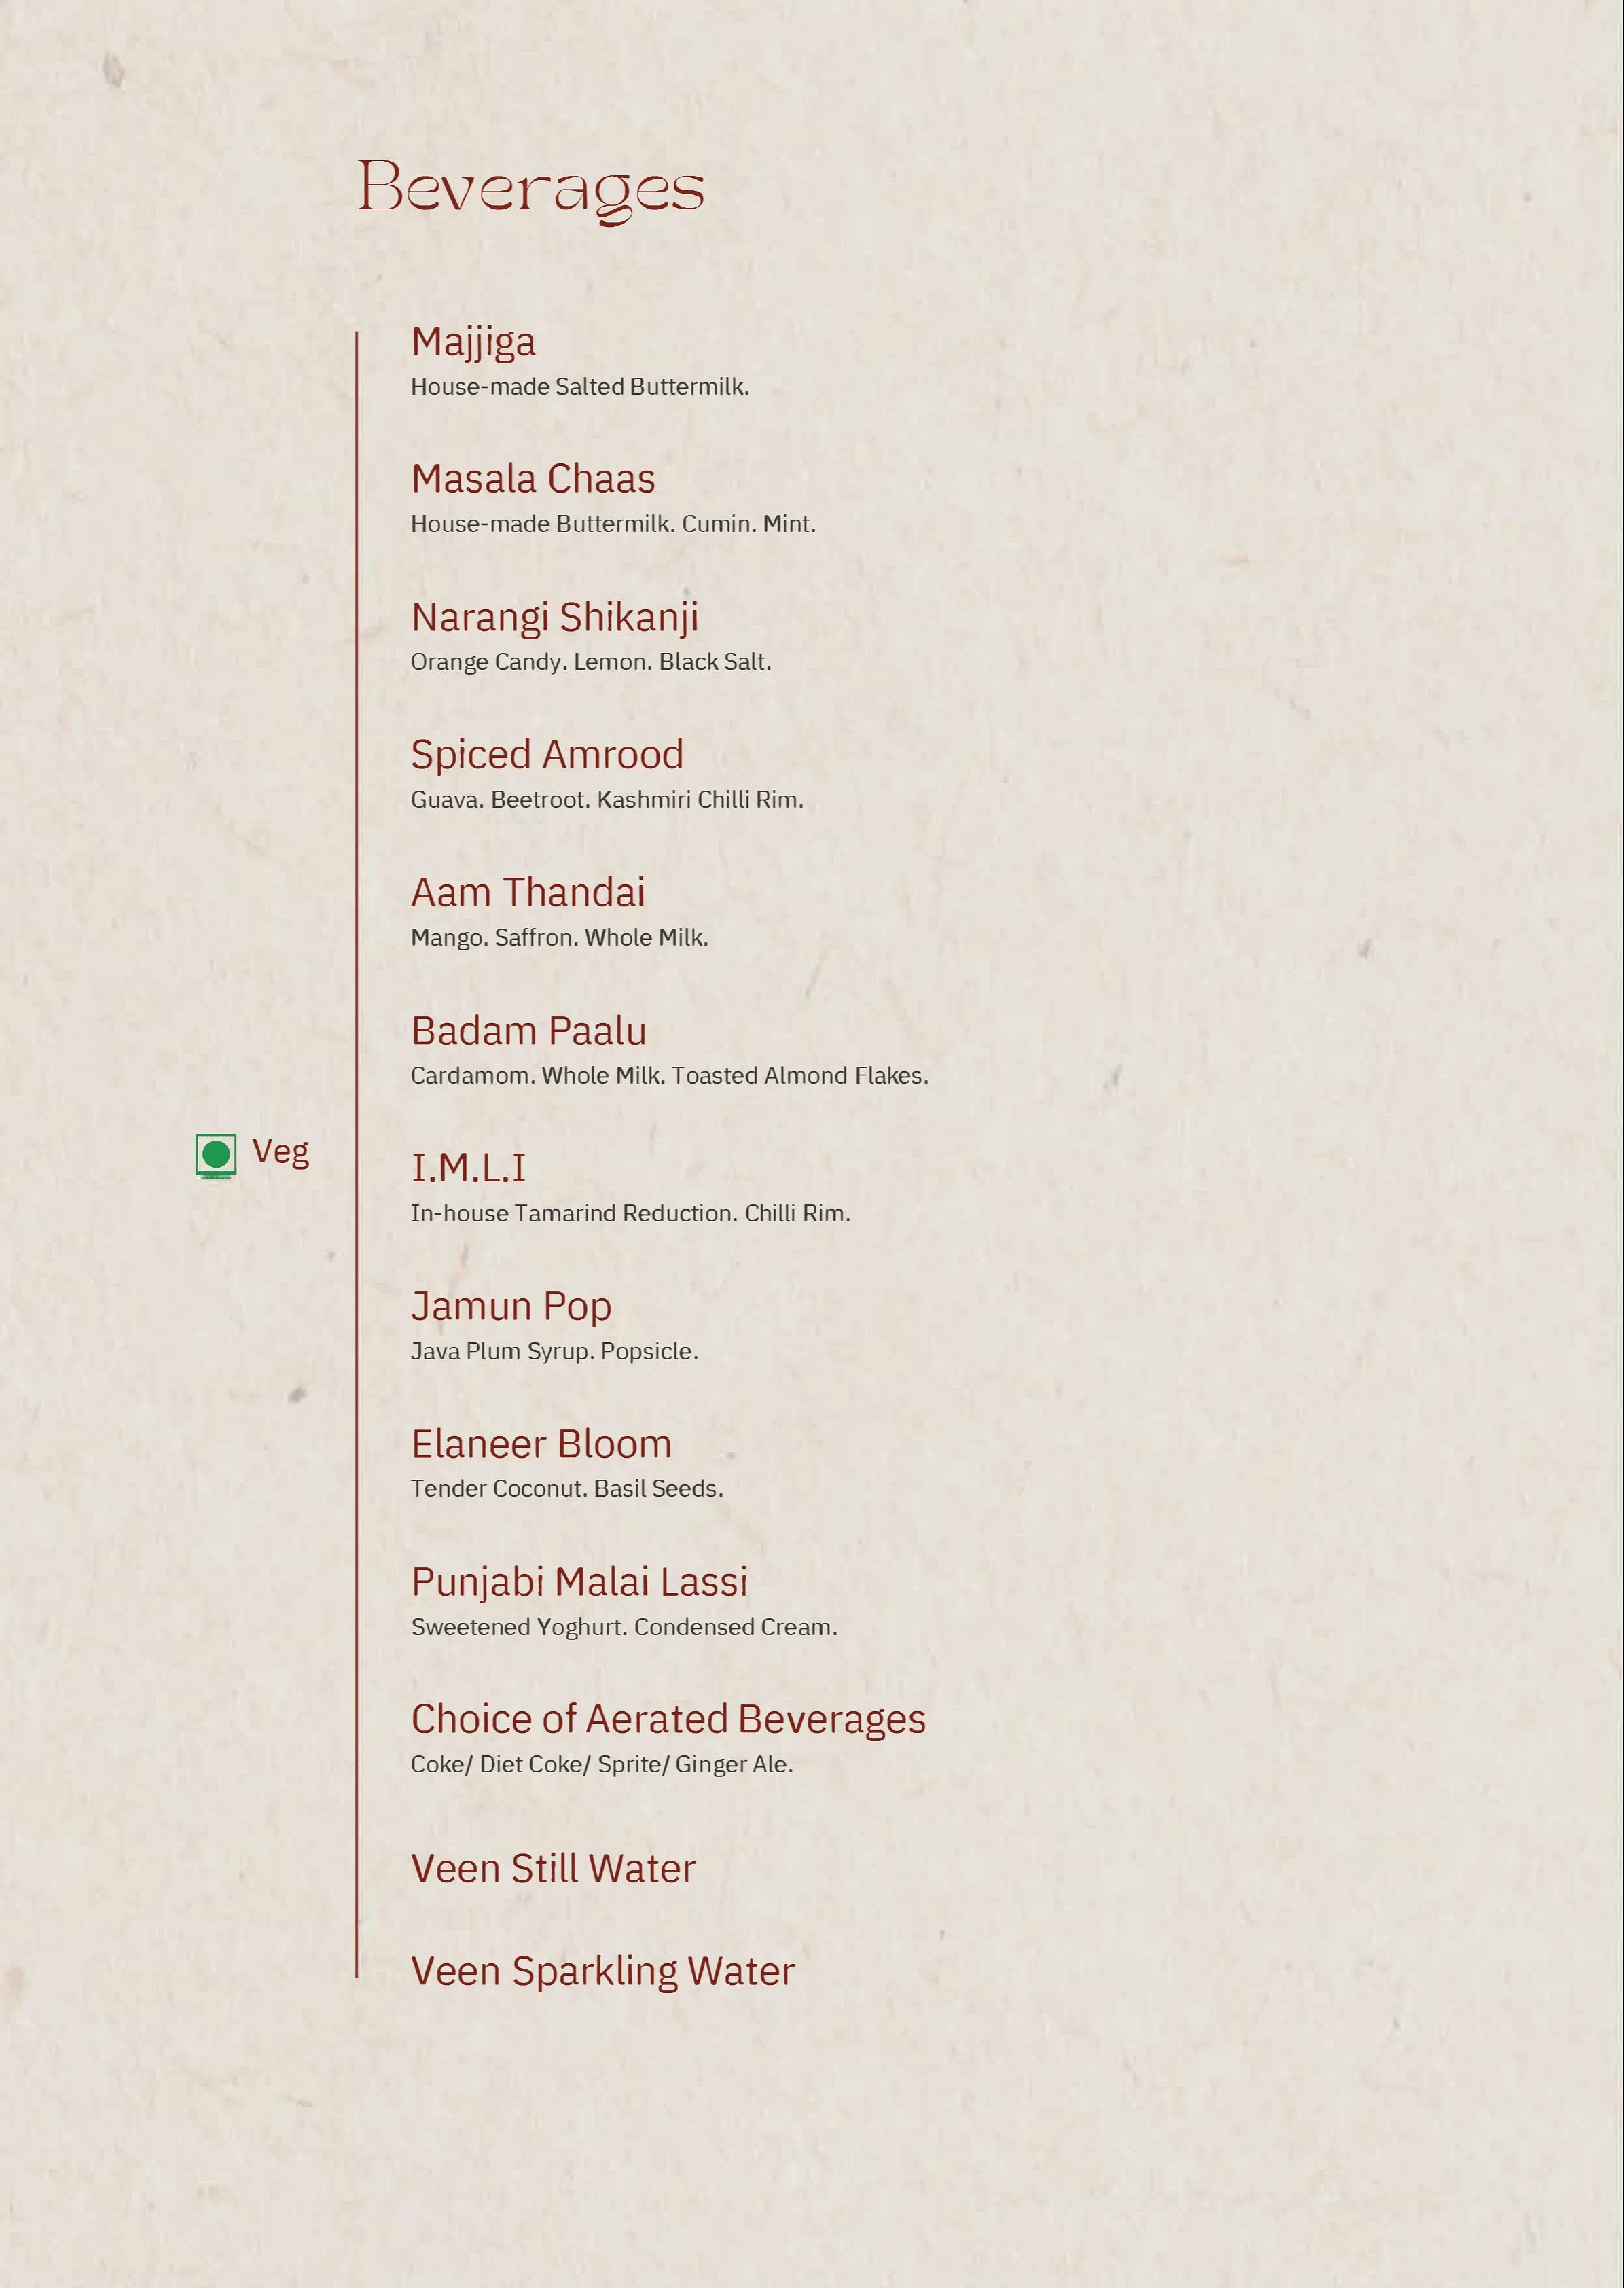 Beverages
Majjiga
House-made Salted Buttermilk.
Masala Chaas
House-made Buttermilk. Cumin. Mint.
Narangi Shikanji
Orange Candy. Lemon. Black Salt.
Spiced Amrood
Guava. Beetroot. Kashmiri Chilli Rim.
Aam Thandai
Mango. Saffron. Whole Milk.
Badam Paalu
Cardamom. Whole Milk. Toasted Almond Flakes.
Veg
I.M.L.I
In-house Tamarind Reduction. Chilli Rim.
Jamun Pop
Java Plum Syrup. Popsicle.
Elaneer Bloom
Tender Coconut. Basil Seeds.
Punjabi Malai Lassi
Sweetened Yoghurt. Condensed Cream.
Choice of Aerated Beverages
Coke/ Diet Coke/ Sprite/ Ginger Ale.
Veen Still Water
Veen Sparkling Water